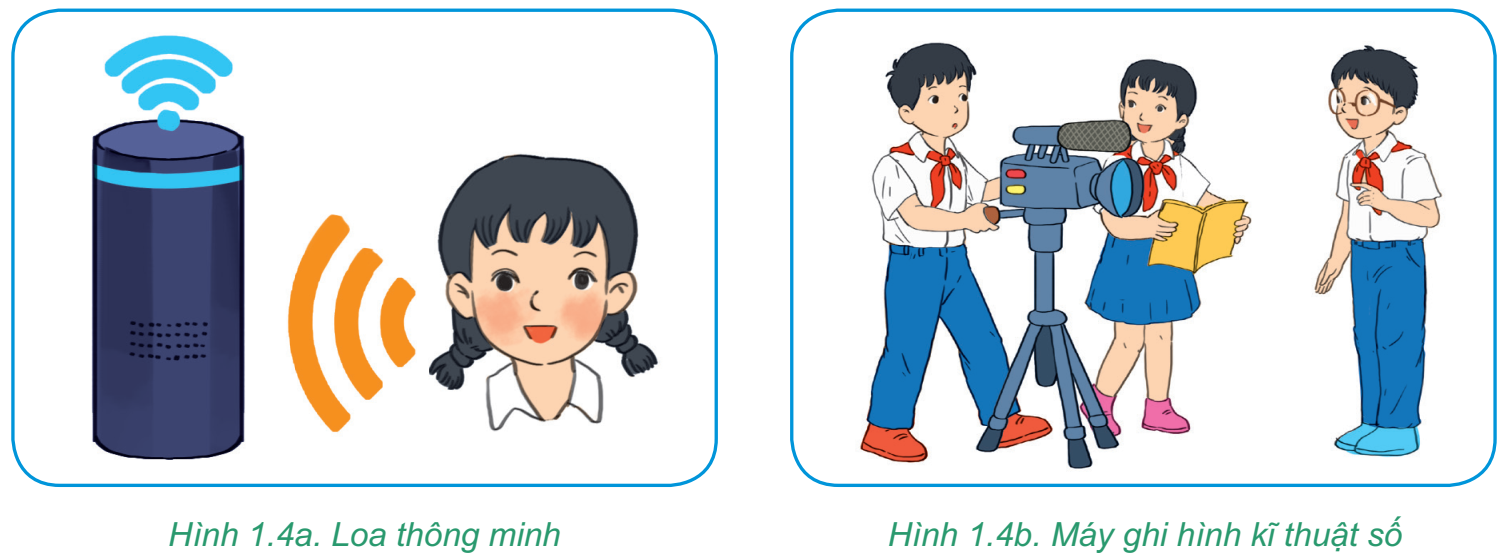 Hình 1.4a. Loa thông minh
Hình 1.4b. Máy ghi hình kĩ thuật số